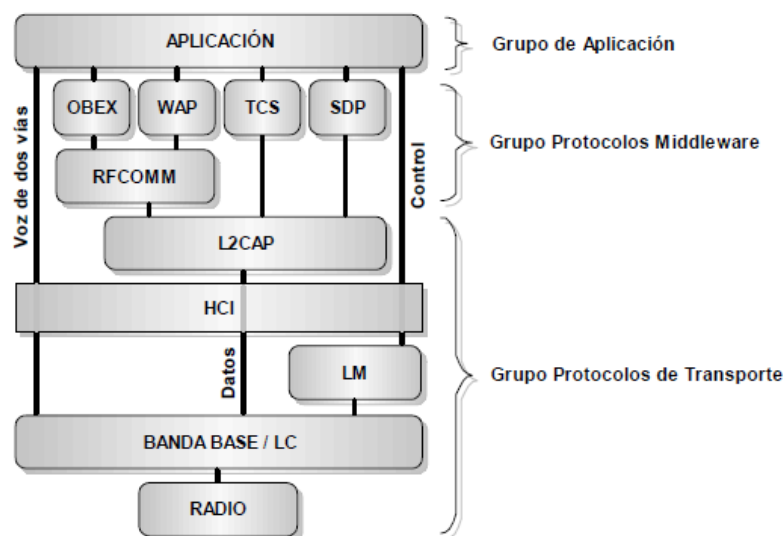 APLICACIÓN
Grupo de Aplicación
OBEX
WAP
TCS
SDP
Grupo Protocolos Middleware
RFCOMM
Voz de dos vías
Control
L2CAP
HCI
Datos
LM
Grupo Protocolos de Transporte
BANDA BASE / LC
RADIO